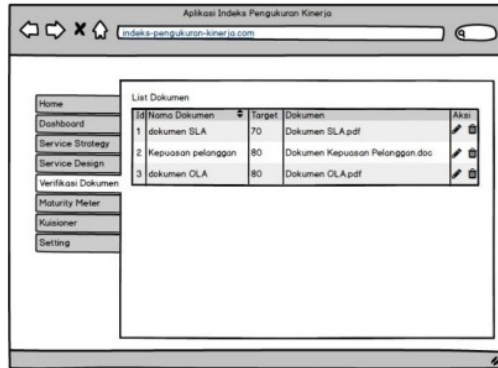 Aplikasi Indeks Pengukuran Kinerja
indeks-pengukuran-kinerja.com
Home
Dashboard
Service Strategy
Service Design
Verifikasi Dokumen
Maturity Meter
Kuisioner
Setting
List Dokumen
Id Nama Dokumen Target Dokumen Aksi
1 dokumen SLA 70 Dokumen SLA.pdf
2 Kepuasan pelanggan 80 Dokumen Kepuasan Pelanggan.doc
3 dokumen OLA 80 Dokumen OLA.pdf